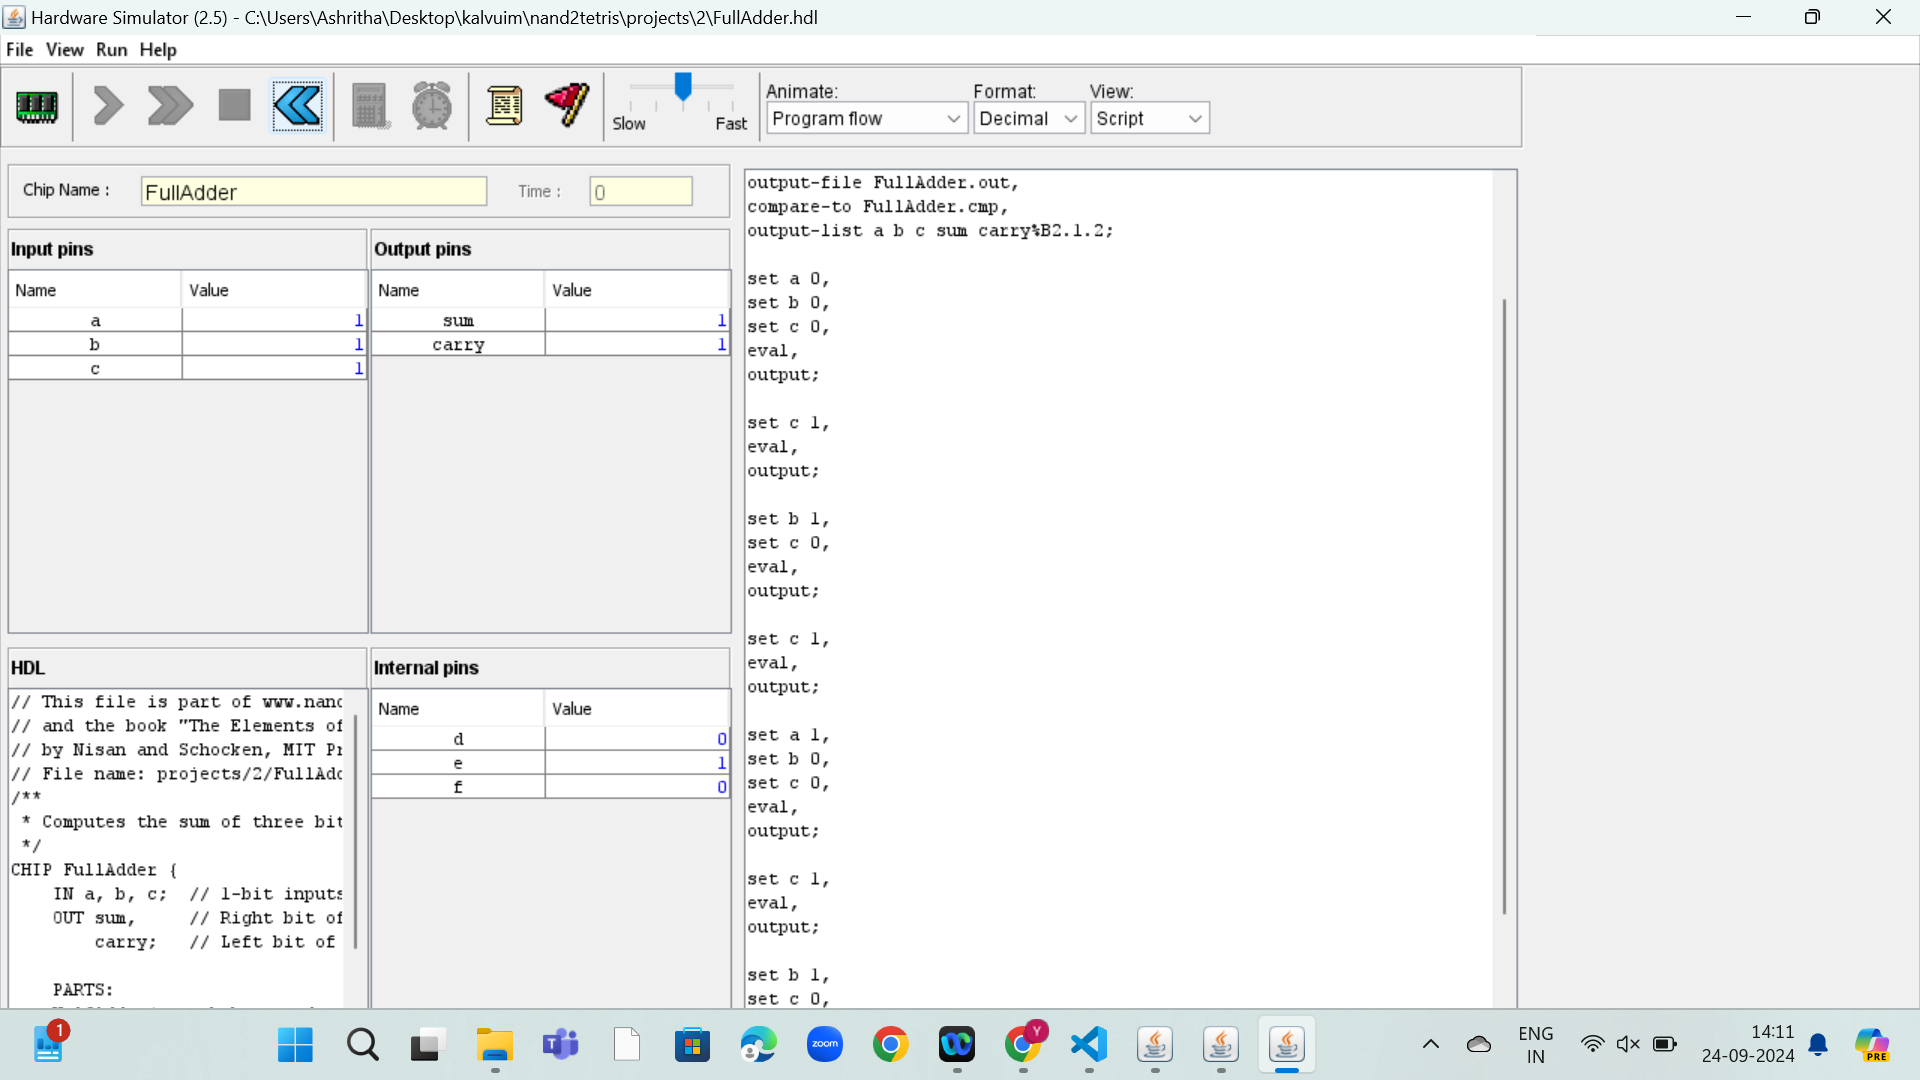 Hardware Simulator (2.5) - C:\Users\Ashritha\Desktop\kalvuim\nand2tetris\projects\2\FullAdder.hdl
File View Run Help
Slow Fast
Animate: Format: View:
Program flow Decimal Script
Chip Name : FullAdder Time : 0
Input pins
Name Value
a 1
b 1
c 1
Output pins
Name Value
sum 1
carry 1
HDL
// This file is part of www.nand
// and the book "The Elements of
// by Nisan and Schocken, MIT Pr
// File name: projects/2/FullAdd
/**
* Computes the sum of three bit
*/
CHIP FullAdder {
IN a, b, c; // 1-bit inputs
OUT sum, // Right bit of
carry; // Left bit of
PARTS:
Internal pins
Name Value
d 0
e 1
f 0
output-file FullAdder.out,
compare-to FullAdder.cmp,
output-list a b c sum carry%B2.1.2;
set a 0,
set b 0,
set c 0,
eval,
output;
set c 1,
eval,
output;
set b 1,
set c 0,
eval,
output;
set c 1,
eval,
output;
set a 1,
set b 0,
set c 0,
eval,
output;
set c 1,
eval,
output;
set b 1,
set c 0,
1
zoom
Y
ENG
IN
14:11
24-09-2024
PRE